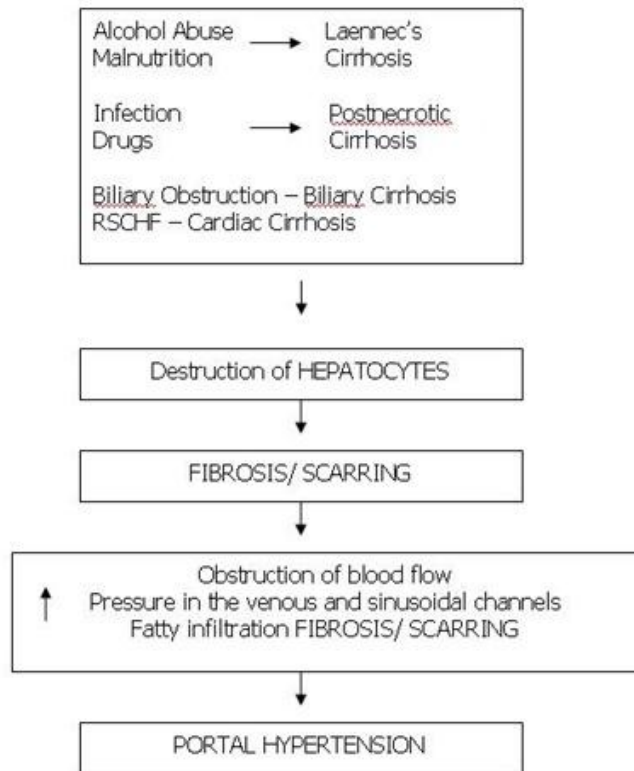 Alcohol Abuse → Laennec's
Malnutrition Cirrhosis
Infection → Postnecrotic
Drugs Cirrhosis
Biliary Obstruction – Biliary Cirrhosis
RSCHF – Cardiac Cirrhosis
Destruction of HEPATOCYTES
FIBROSIS/ SCARRING
Obstruction of blood flow
↑ Pressure in the venous and sinusoidal channels
Fatty infiltration FIBROSIS/ SCARRING
PORTAL HYPERTENSION